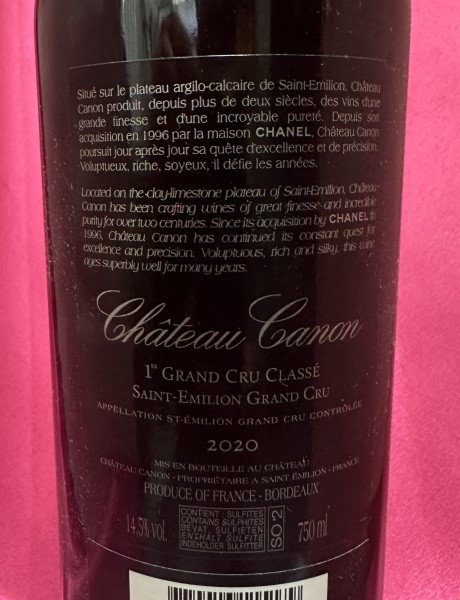 Situé sur le plateau argilo-calcaire de Saint-Emilion, Château
Canon produit, depuis plus de deux siècles, des vins d'une
grande finesse et d'une incroyable pureté. Depuis son
acquisition en 1996 par la maison CHANEL, Château Canon
poursuit jour après jour sa quête d'excellence et de précision.
Voluptueux, riche, soyeux, il défie les années.
Located on the clay-limestone plateau of Saint-Emilion, Château
Canon has been crafting wines of great finesse and incredible
purity for over two centuries. Since its acquisition by CHANEL in
1996, Château Canon has continued its constant quest for
excellence and precision. Voluptuous, rich and silky, this wine
ages superbly well for many years.
Château Canon
1er GRAND CRU CLASSÉ
SAINT-EMILION GRAND CRU
APPELLATION ST-ÉMILION GRAND CRU CONTRÔLÉE
2020
MIS EN BOUTEILLE AU CHÂTEAU
CHÂTEAU CANON - PROPRIÉTAIRE A SAINT ÉMILION - FRANCE
PRODUCE OF FRANCE - BORDEAUX
14.5% vol.
CONTIENT : SULFITES
CONTAINS SULPHITES
BEVAT SULFIETEN
ENTHÄLT SULFITE
INDEHOLDER SULFITTER
SO'2
750 ml